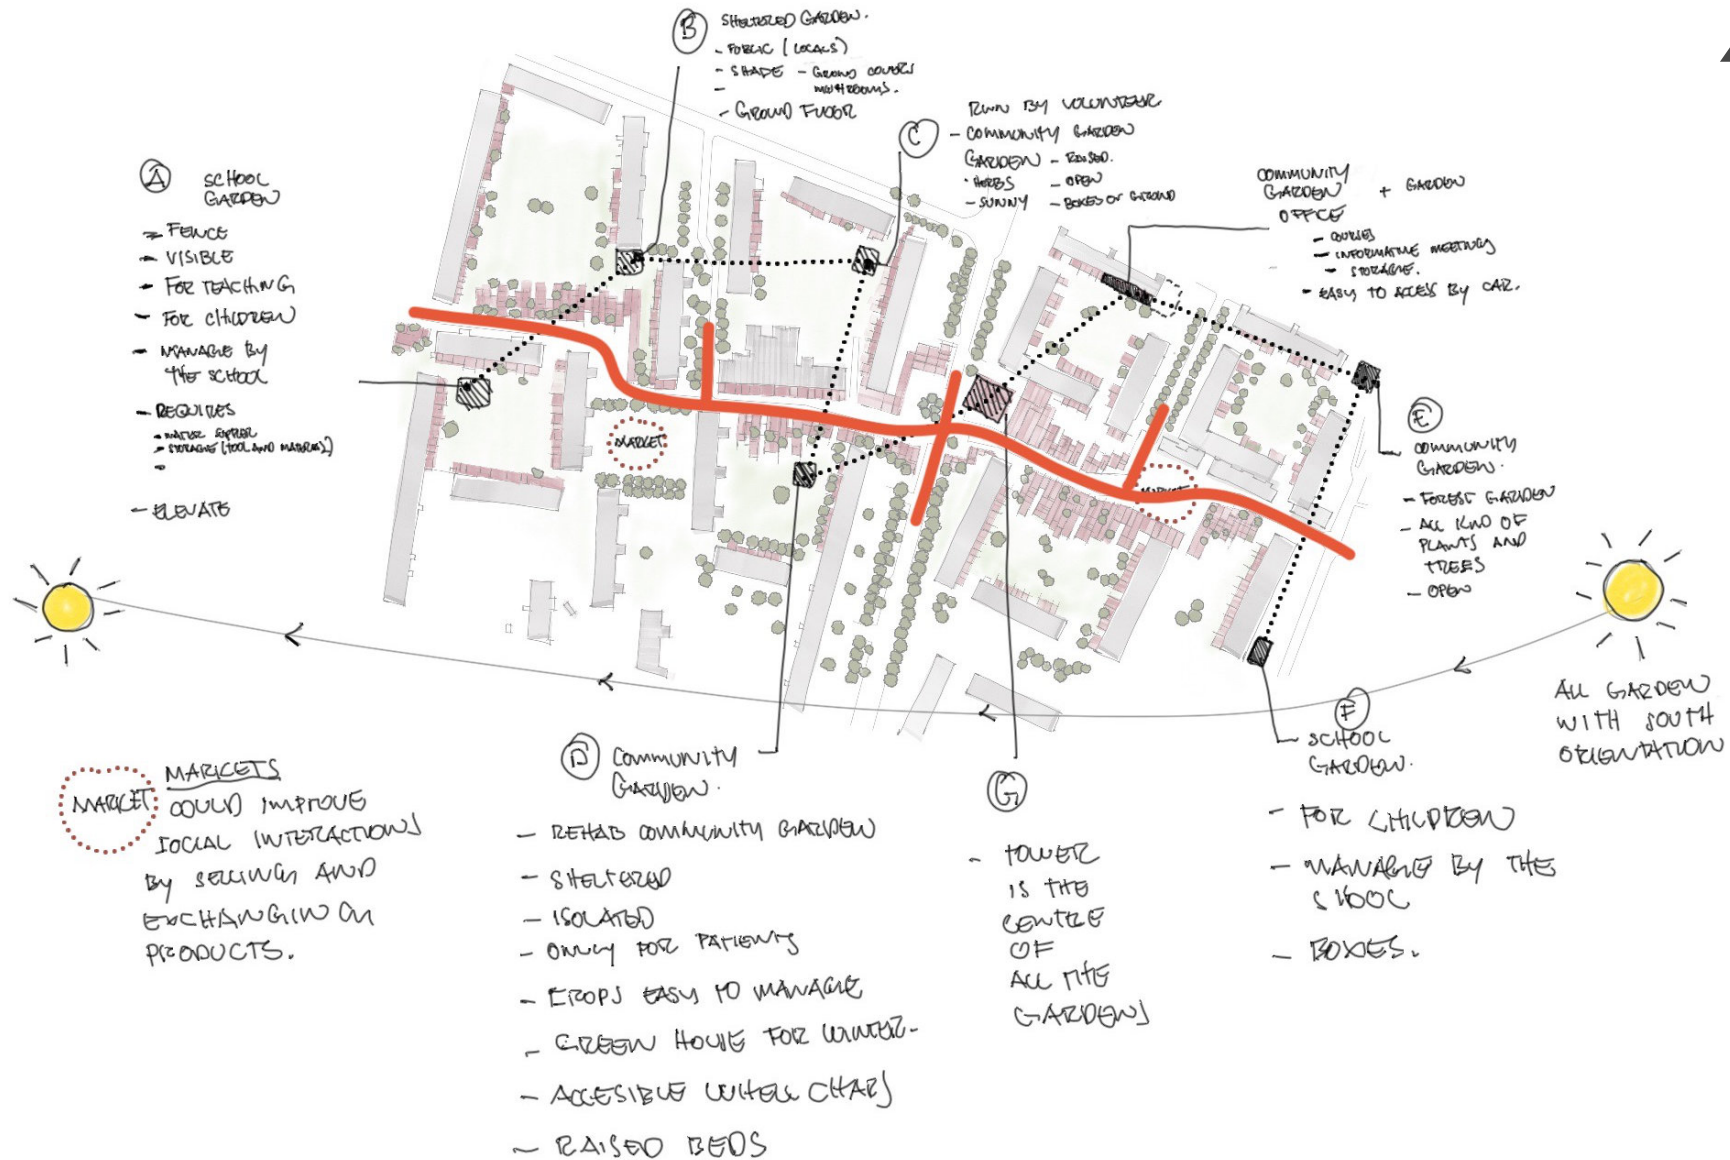 A
SCHOOL
GARDEN
- FENCE
- VISIBLE
- FOR TEACHING
- FOR CHILDREN
- MANAGE BY
THE SCHOOL
- REQUIRES
- STORAGE (TOOL AND MATERIALS)
- ELEVATE
B
SHELTERED GARDEN.
- PUBLIC (LOCALS)
- SHADE - GROUND COVERS
MUSHROOMS.
- GROUND FLOOR
C
RUN BY VOLUNTEER.
- COMMUNITY GARDEN
GARDEN - RAISED.
• HERBS - OPEN
- SUNNY - BOXES OR GROUND
COMMUNITY
GARDEN + GARDEN
OFFICE
- COURSES
- INFORMATIVE MEETINGS
- STORAGE.
- EASY TO ACCESS BY CAR.
E
COMMUNITY
GARDEN.
- FOREST GARDEN
- ALL KIND OF
PLANTS AND
TREES
- OPEN
MARKET
MARKET
ALL GARDEN
WITH SOUTH
ORIENTATION
MARKET
MARKETS
COULD IMPROVE
SOCIAL INTERACTIONS
BY SELLING AND
EXCHANGING
PRODUCTS.
D
COMMUNITY
GARDEN.
- REHAB COMMUNITY GARDEN
- SHELTERED
- ISOLATED
- ONLY FOR PATIENTS
- CROPS EASY TO MANAGE
- GREEN HOUSE FOR WINTER.
- ACCESIBLE WHEEL CHAIRS
- RAISED BEDS
G
- TOWER
IS THE
CENTRE
OF
ALL THE
GARDENS
F
SCHOOL
GARDEN.
- FOR CHILDREN
- MANAGE BY THE
SHOOL
- BOXES.